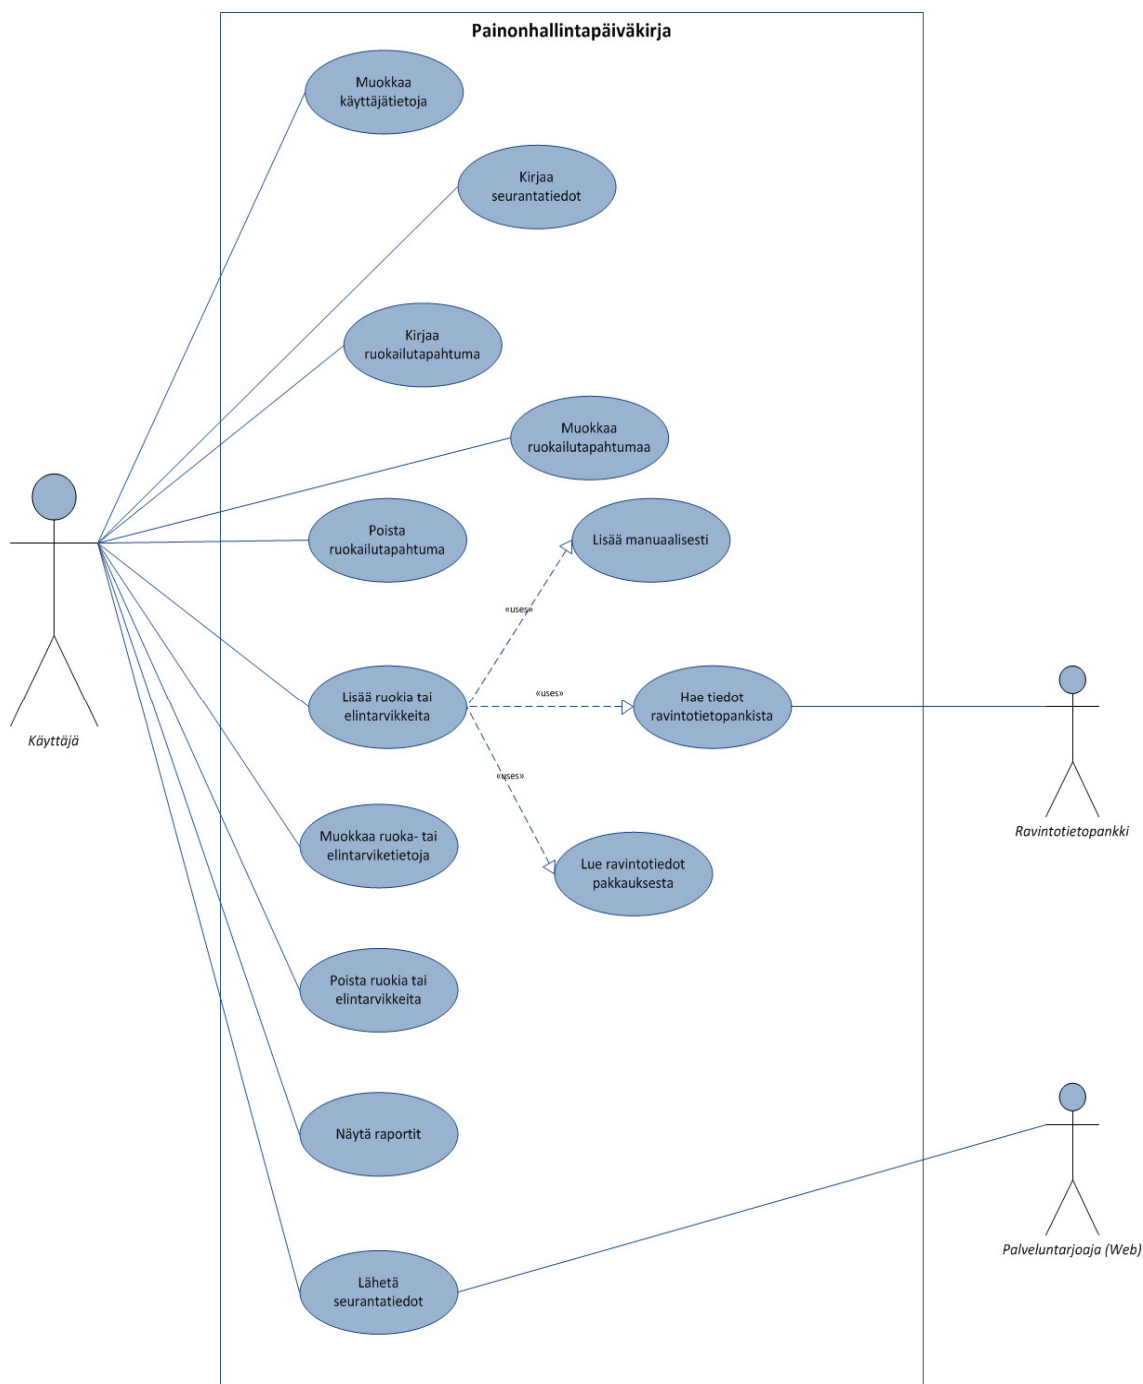 Painonhallintapäiväkirja
Muokkaa
käyttäjätietoja
Kirjaa
seurantatiedot
Kirjaa
ruokailutapahtuma
Muokkaa
ruokailutapahtumaa
Poista
ruokailutapahtuma
Lisää manuaalisesti
«uses»
Lisää ruokia tai
elintarvikkeita
«uses»
Hae tiedot
ravintotietopankista
Käyttäjä
«uses»
Ravintotietopankki
Muokkaa ruoka- tai
elintarviketietoja
Lue ravintotiedot
pakkauksesta
Poista ruokia tai
elintarvikkeita
Näytä raportit
Palveluntarjoaja (Web)
Lähetä
seurantatiedot